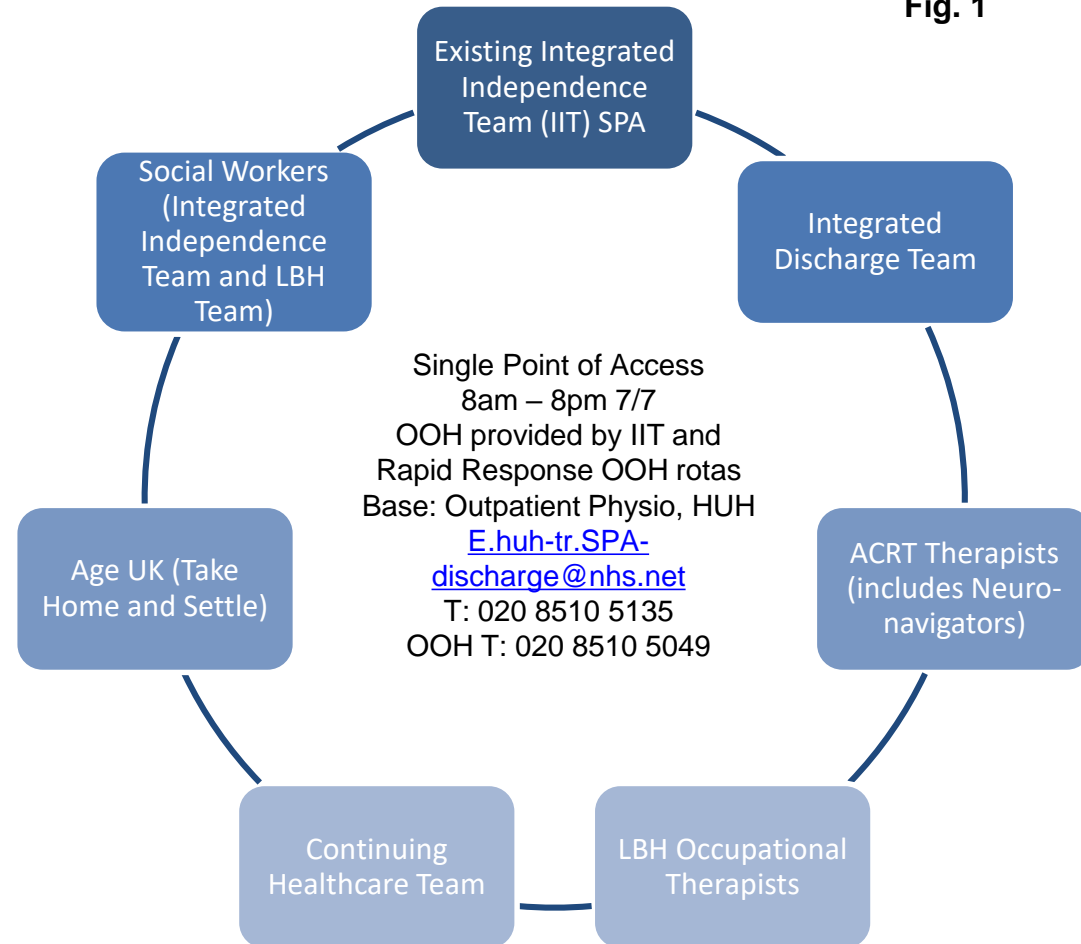 Fig. 1
Existing Integrated
Independence
Team (IIT) SPA
Social Workers
(Integrated
Independence
Team and LBH
Team)
Integrated
Discharge Team
Single Point of Access
8am – 8pm 7/7
OOH provided by IIT and
Rapid Response OOH rotas
Base: Outpatient Physio, HUH
E.huh-tr.SPA-
discharge@nhs.net
T: 020 8510 5135
OOH T: 020 8510 5049
Age UK (Take
Home and Settle)
ACRT Therapists
(includes Neuro-
navigators)
Continuing
Healthcare Team
LBH Occupational
Therapists